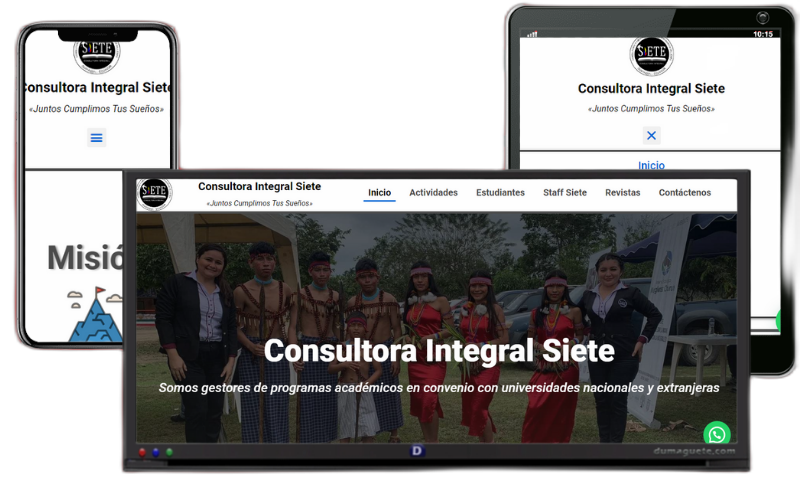 SIETE
Consultora Integral Siete
«Juntos Cumplimos Tus Sueños»
Misió
10:15
SIETE
Consultora Integral Siete
«Juntos Cumplimos Tus Sueños»
Inicio
SIETE
Consultora Integral Siete
«Juntos Cumplimos Tus Sueños»
Inicio Actividades Estudiantes Staff Siete Revistas Contáctenos
Consultora Integral Siete
Somos gestores de programas académicos en convenio con universidades nacionales y extranjeras
D
dumaguete.com